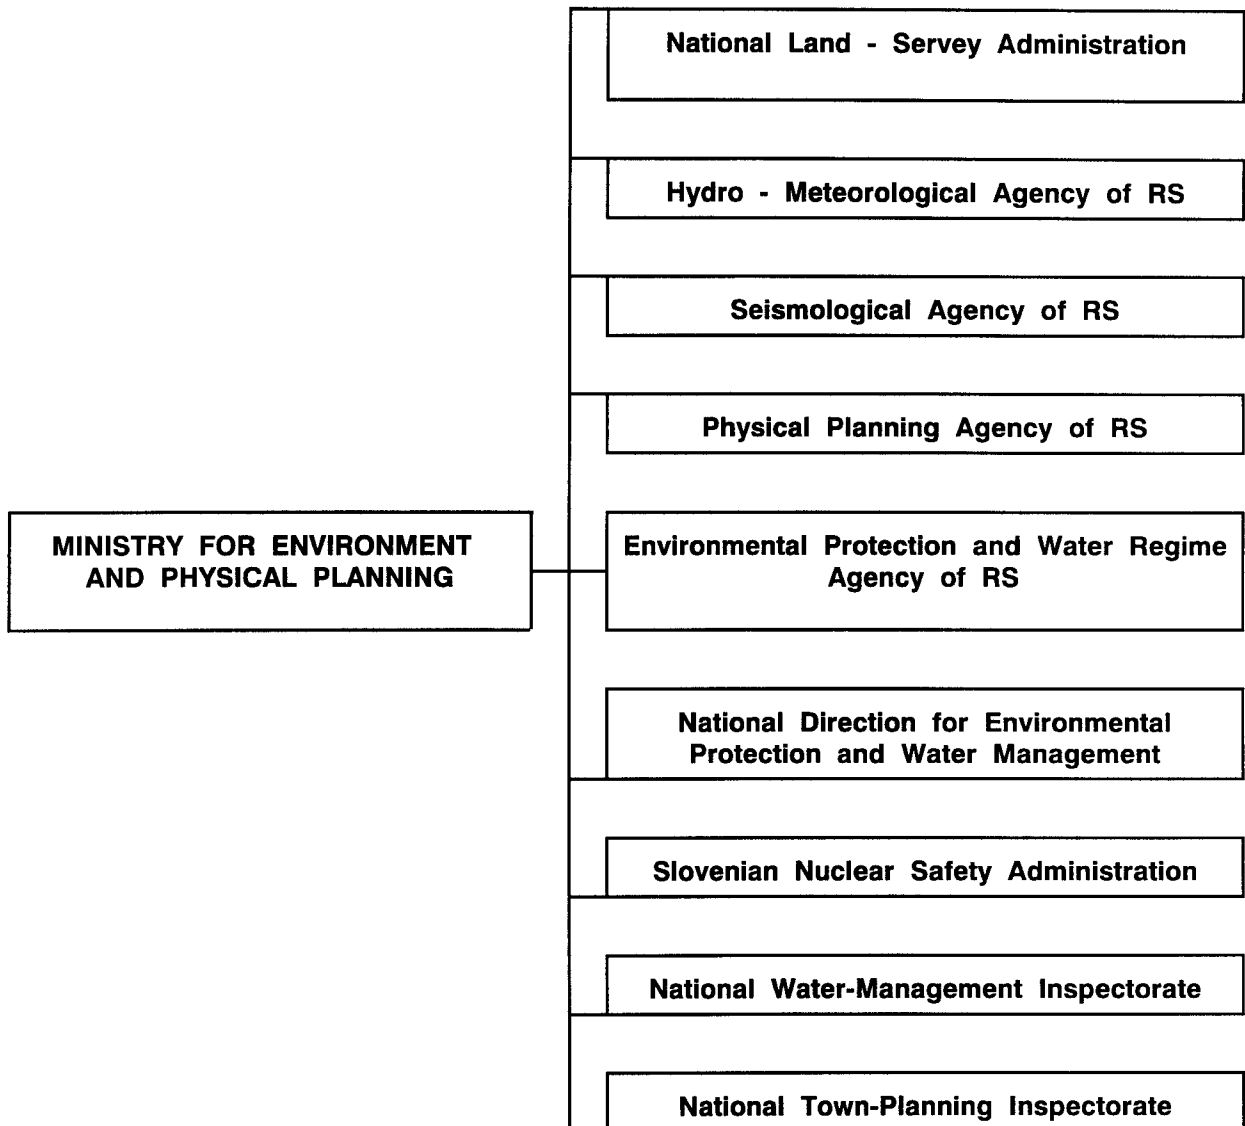 National Land - Servey Administration
Hydro - Meteorological Agency of RS
Seismological Agency of RS
Physical Planning Agency of RS
MINISTRY FOR ENVIRONMENT
AND PHYSICAL PLANNING
Environmental Protection and Water Regime
Agency of RS
National Direction for Environmental
Protection and Water Management
Slovenian Nuclear Safety Administration
National Water-Management Inspectorate
National Town-Planning Inspectorate